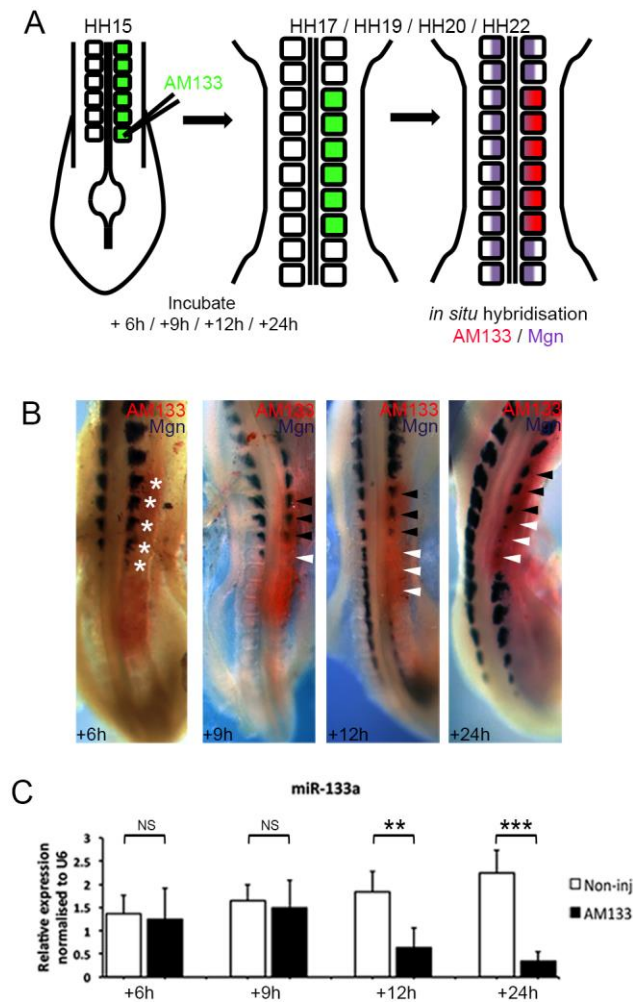 A
HH15
HH17 / HH19 / HH20 / HH22
AM133
Incubate
+ 6h / +9h / +12h / +24h
in situ hybridisation
AM133 / Mgn
B
AM133
Mgn
+6h
AM133
Mgn
+9h
AM133
Mgn
+12h
AM133
Mgn
+24h
C
miR-133a
Relative expression
normalised to U6
3
2.5
2
1.5
1
0.5
0
NS
NS
**
***
Non-inj
AM133
+6h
+9h
+12h
+24h